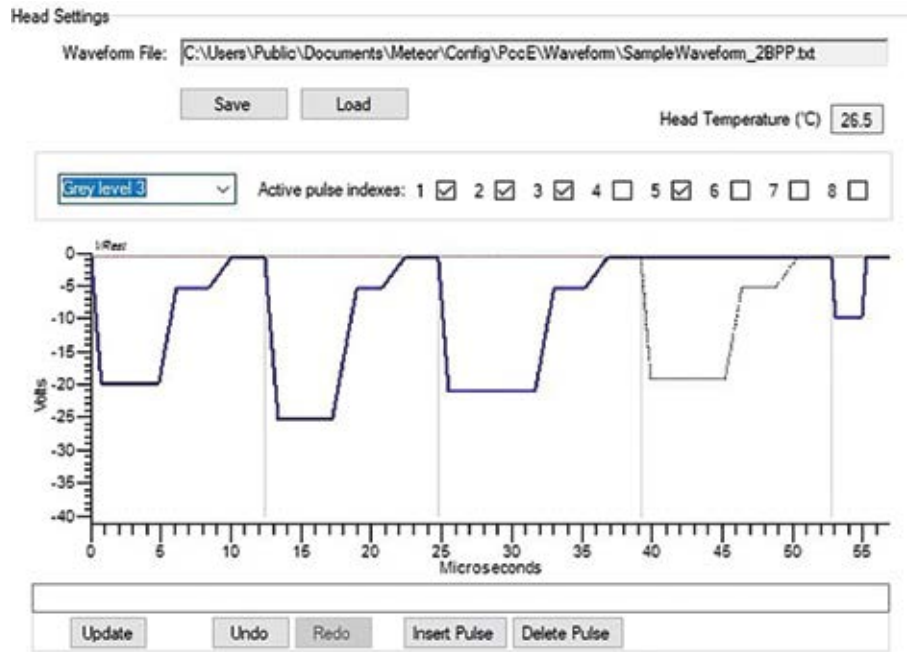 Head Settings
Waveform File: C:\Users\Public\Documents\Meteor\Config\PccE\Waveform\SampleWaveform_2BPP.txt
Save Load
Head Temperature (°C) 26.5
Grey level 3 Active pulse indexes: 1 2 3 4 5 6 7 8
VRest
0
-5
-10
-15
-20
-25
-30
-35
-40
Volts
0 5 10 15 20 25 30 35 40 45 50 55
Microseconds
Update Undo Redo Insert Pulse Delete Pulse